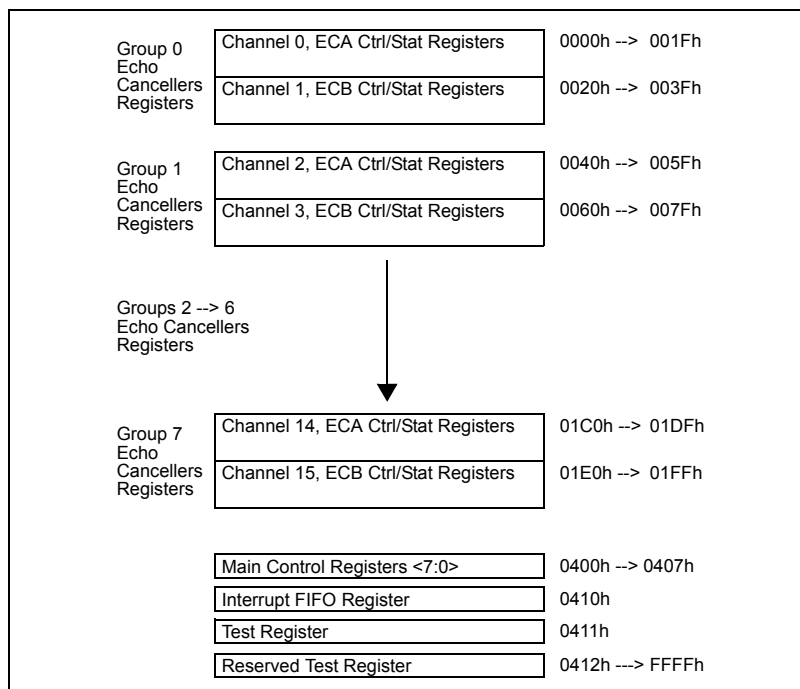 Group 0
Echo
Cancellers
Registers
Channel 0, ECA Ctrl/Stat Registers 0000h --> 001Fh
Channel 1, ECB Ctrl/Stat Registers 0020h --> 003Fh
Group 1
Echo
Cancellers
Registers
Channel 2, ECA Ctrl/Stat Registers 0040h --> 005Fh
Channel 3, ECB Ctrl/Stat Registers 0060h --> 007Fh
Groups 2 --> 6
Echo Cancellers
Registers
Group 7
Echo
Cancellers
Registers
Channel 14, ECA Ctrl/Stat Registers 01C0h --> 01DFh
Channel 15, ECB Ctrl/Stat Registers 01E0h --> 01FFh
Main Control Registers <7:0> 0400h --> 0407h
Interrupt FIFO Register 0410h
Test Register 0411h
Reserved Test Register 0412h ---> FFFFh